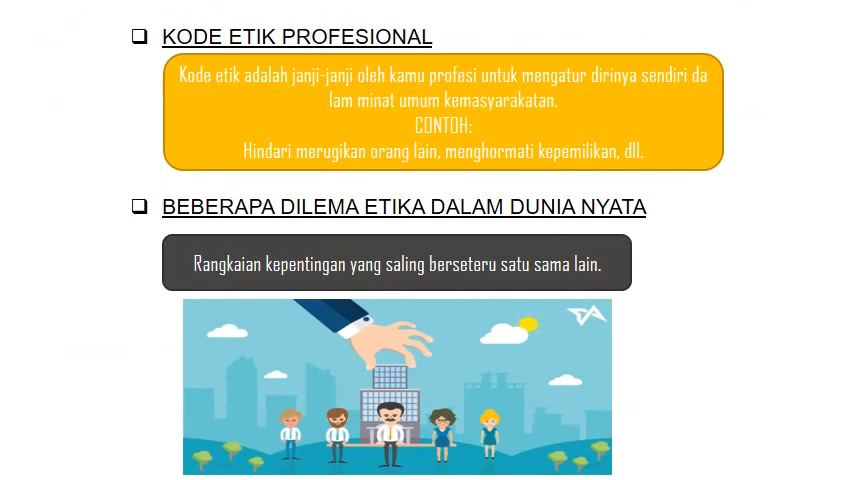 KODE ETIK PROFESIONAL
Kode etik adalah janji-janji oleh kamu profesi untuk mengatur dirinya sendiri da
lam minat umum kemasyarakatan.
CONTOH:
Hindari merugikan orang lain, menghormati kepemilikan, dll.
BEBERAPA DILEMA ETIKA DALAM DUNIA NYATA
Rangkaian kepentingan yang saling berseteru satu sama lain.